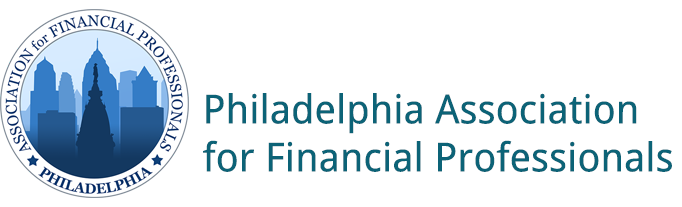 ASSOCIATION for FINANCIAL PROFESSIONALS
★ PHILADELPHIA ★
Philadelphia Association
for Financial Professionals